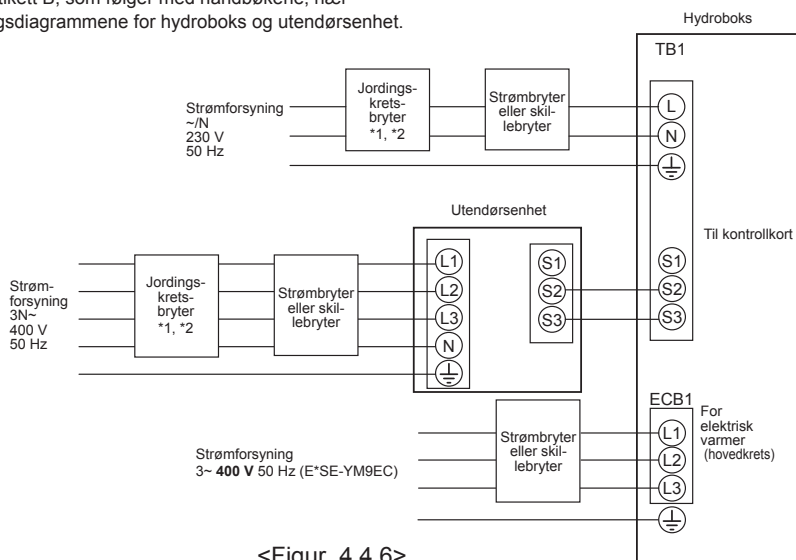 tikett B, som følger med håndbøkene, nær
gsdiagrammene for hydroboks og utendørsenhet.
Hydroboks
TB1
Strømforsyning
~/N
230 V
50 Hz
Jordings-
krets-
bryter
*1, *2
Strømbryter
eller skil-
lebryter
L
N
Utendørsenhet
Til kontrollkort
Strøm-
forsyning
3N~
400 V
50 Hz
Jordings-
krets-
bryter
*1, *2
Strømbryter
eller skil-
lebryter
L1
L2
L3
N
S1
S2
S3
S1
S2
S3
Strømforsyning
3~ 400 V 50 Hz (E*SE-YM9EC)
Strømbryter
eller skil-
lebryter
ECB1
L1
L2
L3
For
elektrisk
varmer
(hovedkrets)
<Figur 4.4.6>